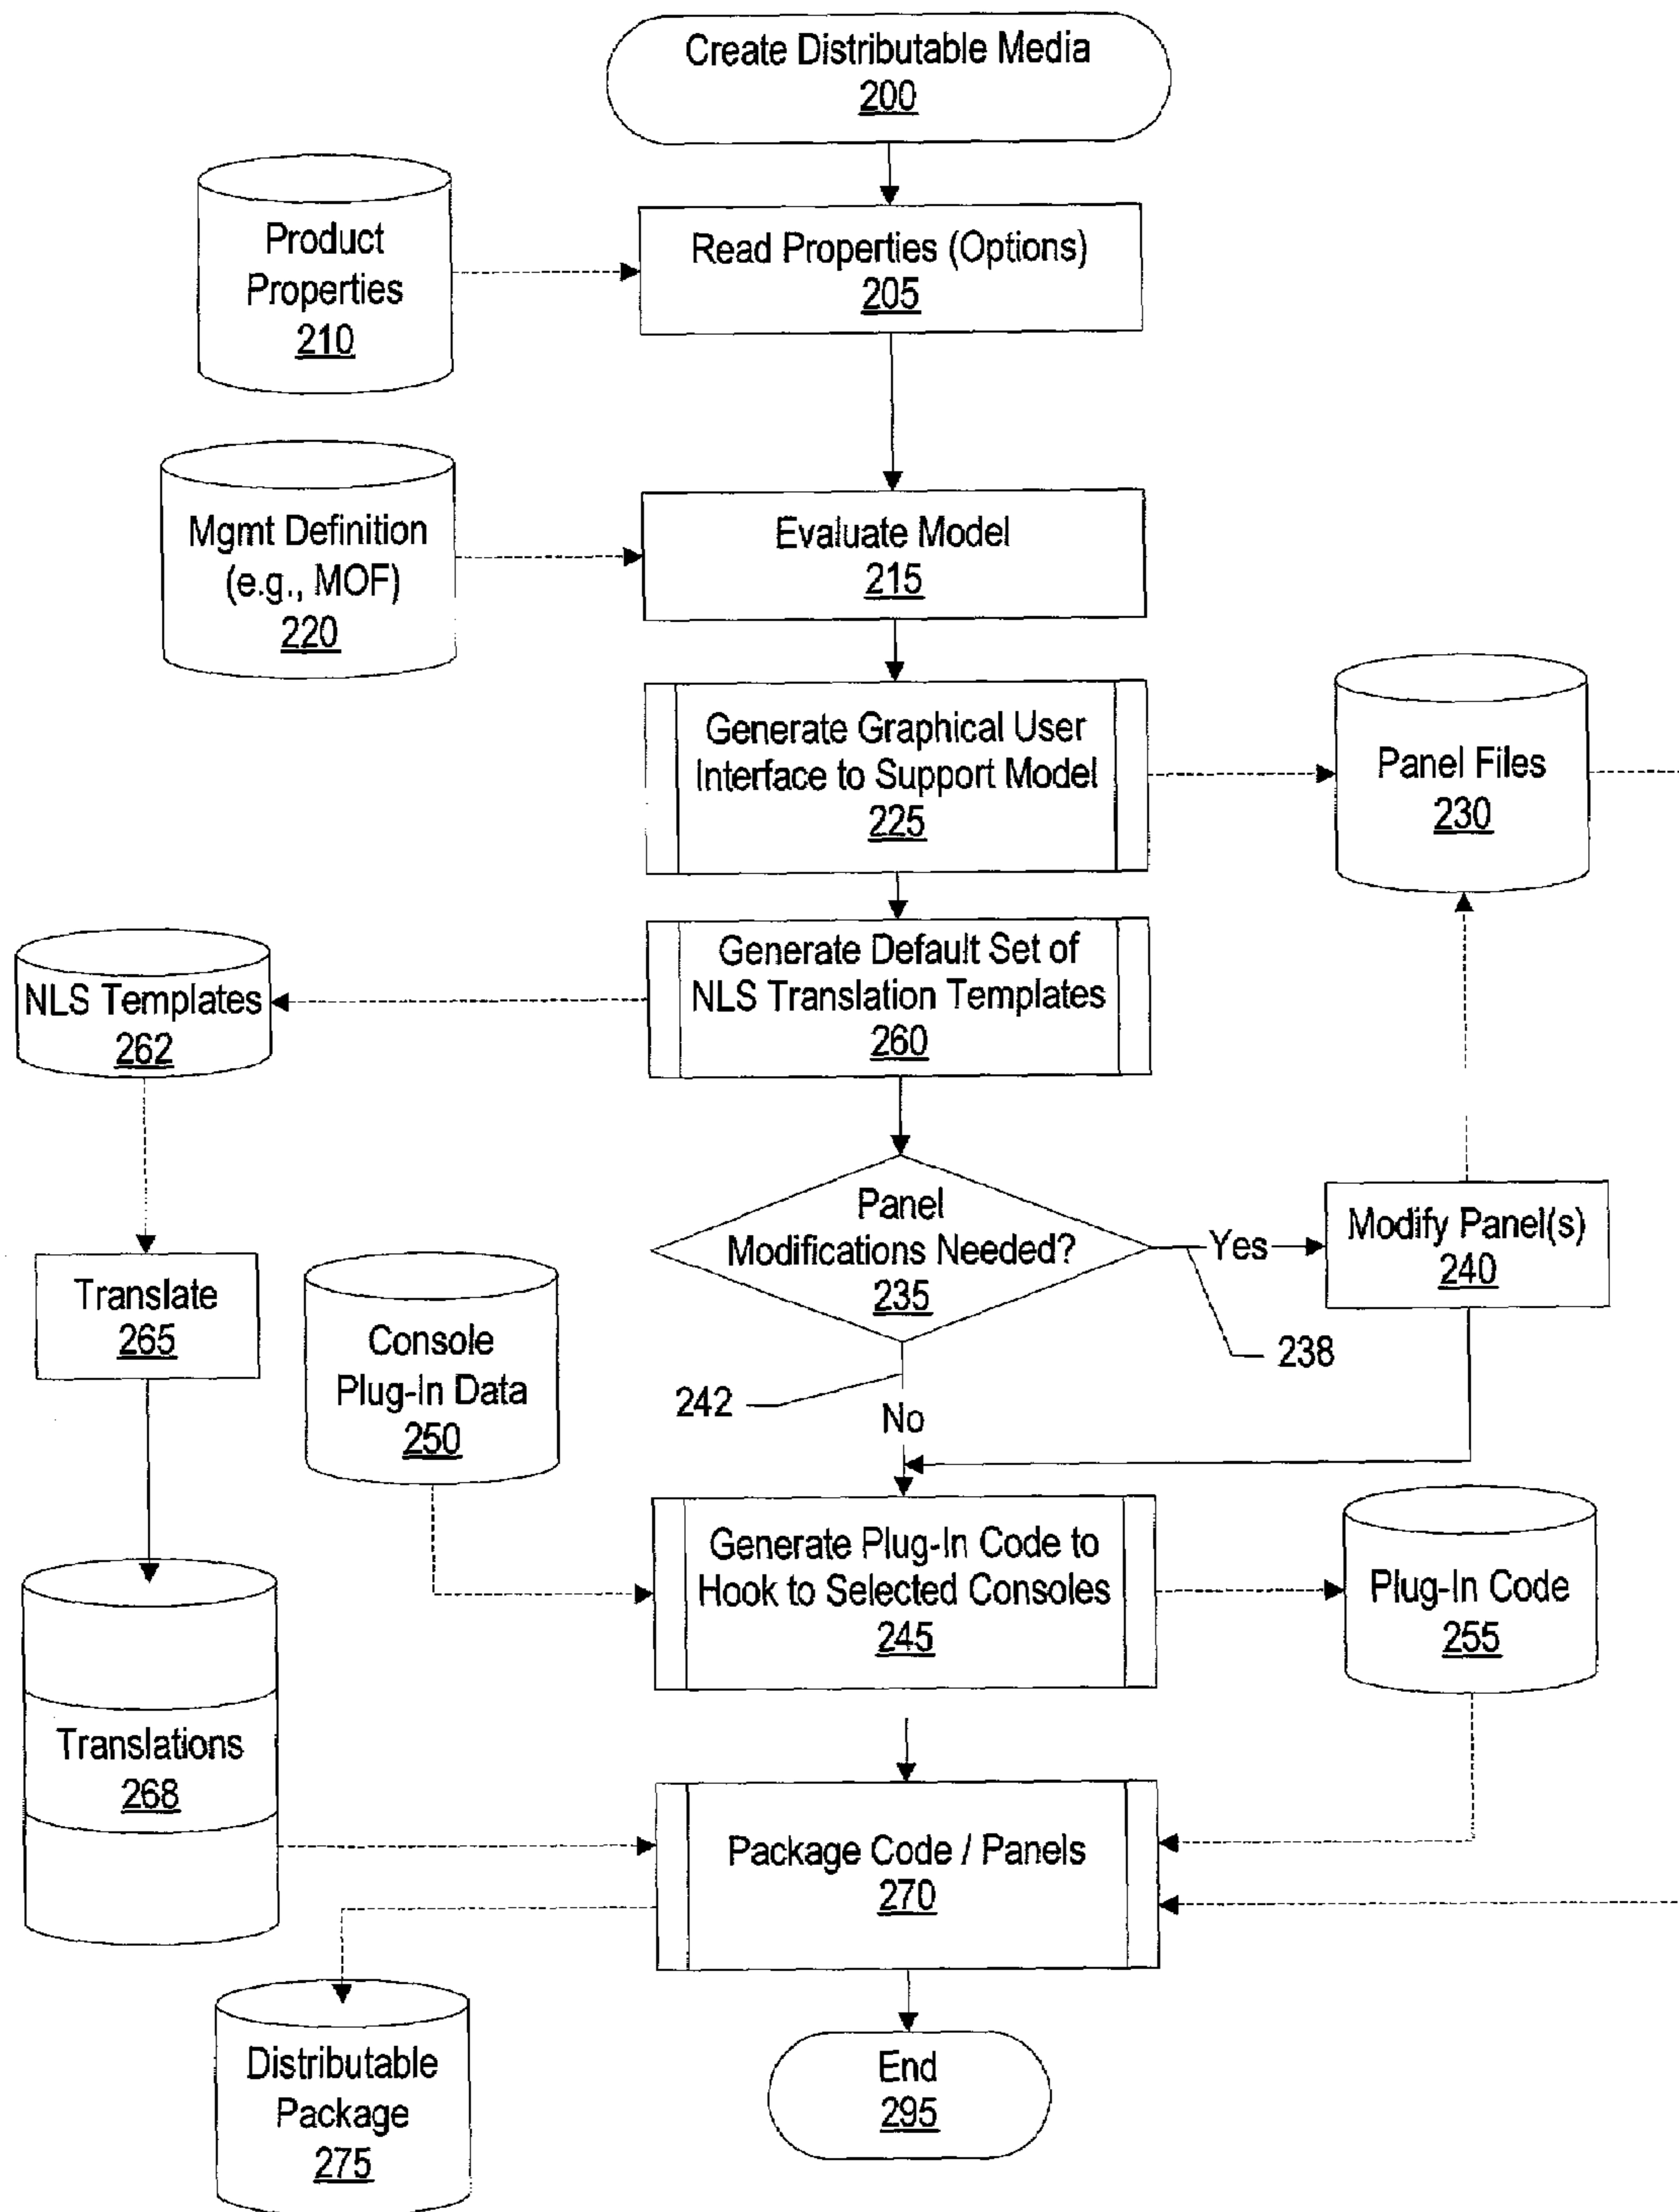 Create Distributable Media
200
Product
Properties
210
Read Properties (Options)
205
Mgmt Definition
(e.g., MOF)
220
Evaluate Model
215
Generate Graphical User
Interface to Support Model
225
Panel Files
230
NLS Templates
262
Generate Default Set of
NLS Translation Templates
260
Panel
Modifications Needed?
235
Yes
Modify Panel(s)
240
238
Translate
265
Console
Plug-In Data
250
242
No
Generate Plug-In Code to
Hook to Selected Consoles
245
Plug-In Code
255
Translations
268
Package Code / Panels
270
Distributable
Package
275
End
295